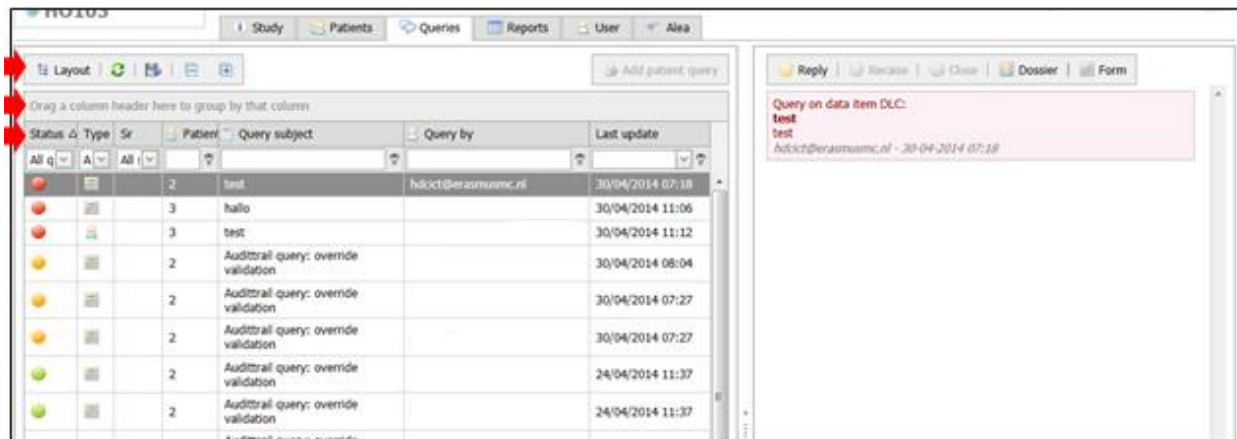 HO103
Study Patients Queries Reports User Alea
Layout Add patient query
Reply Recase Close Dossier Form
Drag a column header here to group by that column
Status Type Sr Patient Query subject Query by Last update
All q A All
2 test hdcict@erasmusmc.nl 30/04/2014 07:18
3 hallo 30/04/2014 11:06
3 test 30/04/2014 11:12
2 Audittrail query: override
validation 30/04/2014 08:04
2 Audittrail query: override
validation 30/04/2014 07:27
2 Audittrail query: override
validation 30/04/2014 07:27
2 Audittrail query: override
validation 24/04/2014 11:37
2 Audittrail query: override
validation 24/04/2014 11:37
Query on data item DLC:
test
test
hdcict@erasmusmc.nl - 30-04-2014 07:18